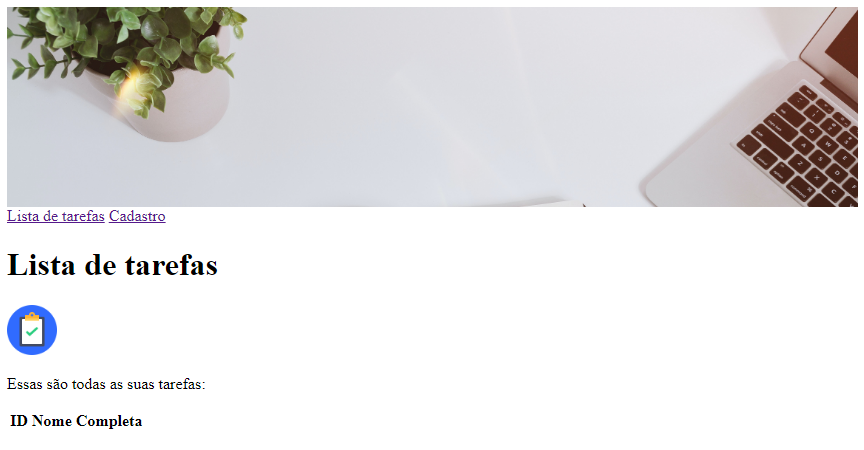 Lista de tarefas Cadastro
Lista de tarefas
Essas são todas as suas tarefas:
ID Nome Completa